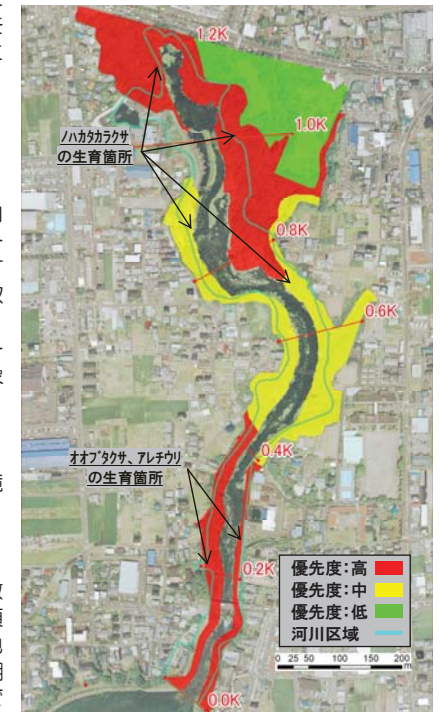 1.2K
ﾉﾊｶﾀｶﾗｸｻ
の生育箇所
1.0K
0.8K
0.6K
0.4K
ｵｵﾌﾞﾀｸｻ、ｱﾚﾁｳﾘ
の生育箇所
0.2K
優先度:高
優先度:中
優先度:低
河川区域
0 25 50 100 150 200
m
0.0K